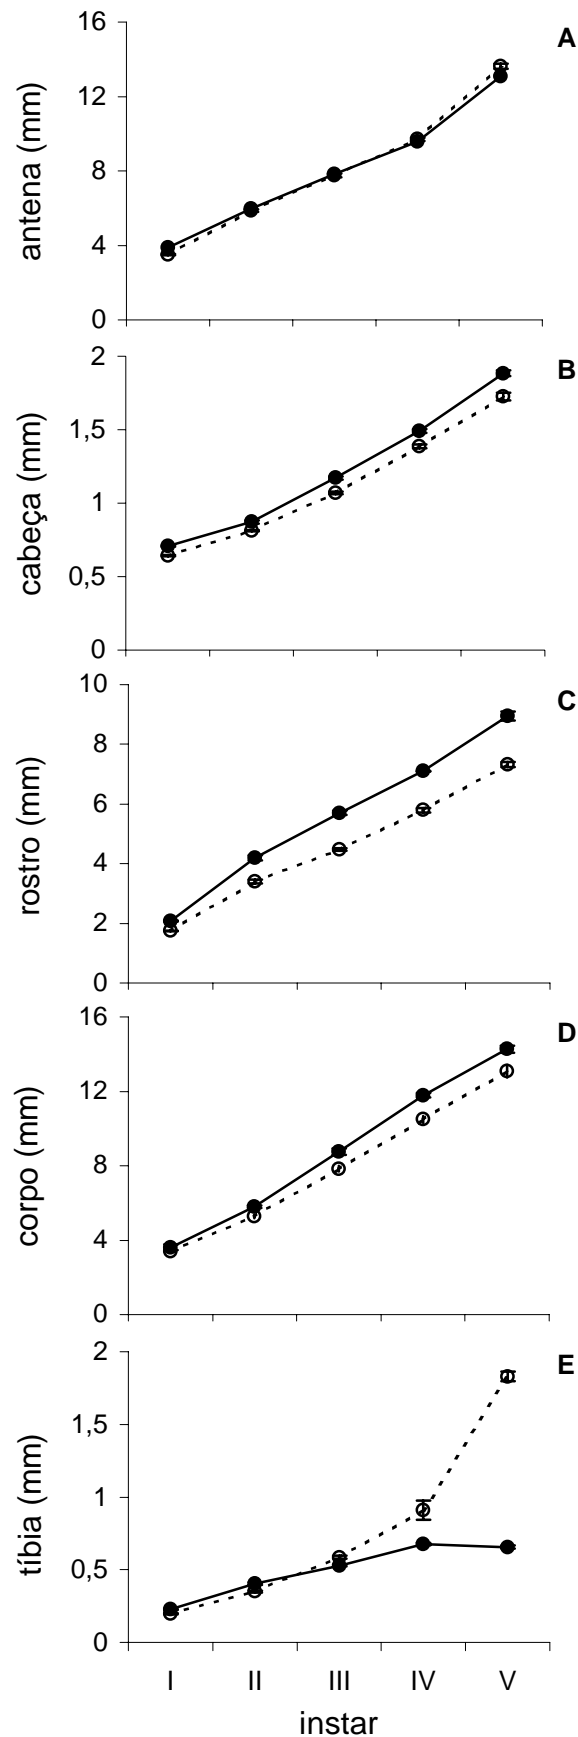 A
antena (mm)
16
12
8
4
0
B
cabeça (mm)
2
1,5
1
0,5
0
C
rostro (mm)
10
8
6
4
2
0
D
corpo (mm)
16
12
8
4
0
E
tíbia (mm)
2
1,5
1
0,5
0
I II III IV V
instar